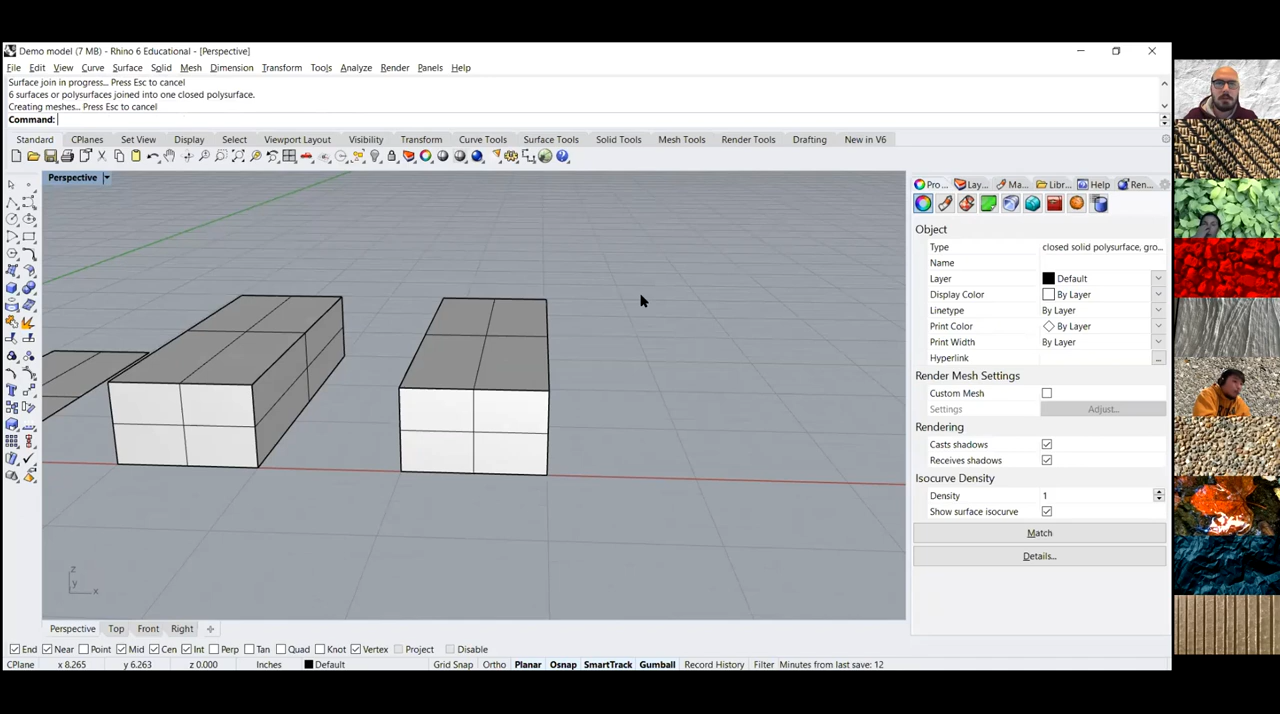 Demo model (7 MB) - Rhino 6 Educational - [Perspective]
File Edit View Curve Surface Solid Mesh Dimension Transform Tools Analyze Render Panels Help
Surface join in progress... Press Esc to cancel
6 surfaces or polysurfaces joined into one closed polysurface.
Creating meshes... Press Esc to cancel
Command:
Standard CPlanes Set View Display Select Viewport Layout Visibility Transform Curve Tools Surface Tools Solid Tools Mesh Tools Render Tools Drafting New in V6
Perspective
Pro... Lay... Ma... Libr... Help Ren...
Object
Type closed solid polysurface, gro...
Name
Layer Default
Display Color By Layer
Linetype By Layer
Print Color By Layer
Print Width By Layer
Hyperlink ...
Render Mesh Settings
Custom Mesh
Settings Adjust...
Rendering
Casts shadows
Receives shadows
Isocurve Density
Density 1
Show surface isocurve
Match
Details...
z
y
x
Perspective Top Front Right
End Near Point Mid Cen Int Perp Tan Quad Knot Vertex Project Disable
CPlane x 8.265 y 6.263 z 0.000 Inches Default Grid Snap Ortho Planar Osnap SmartTrack Gumball Record History Filter Minutes from last save: 12